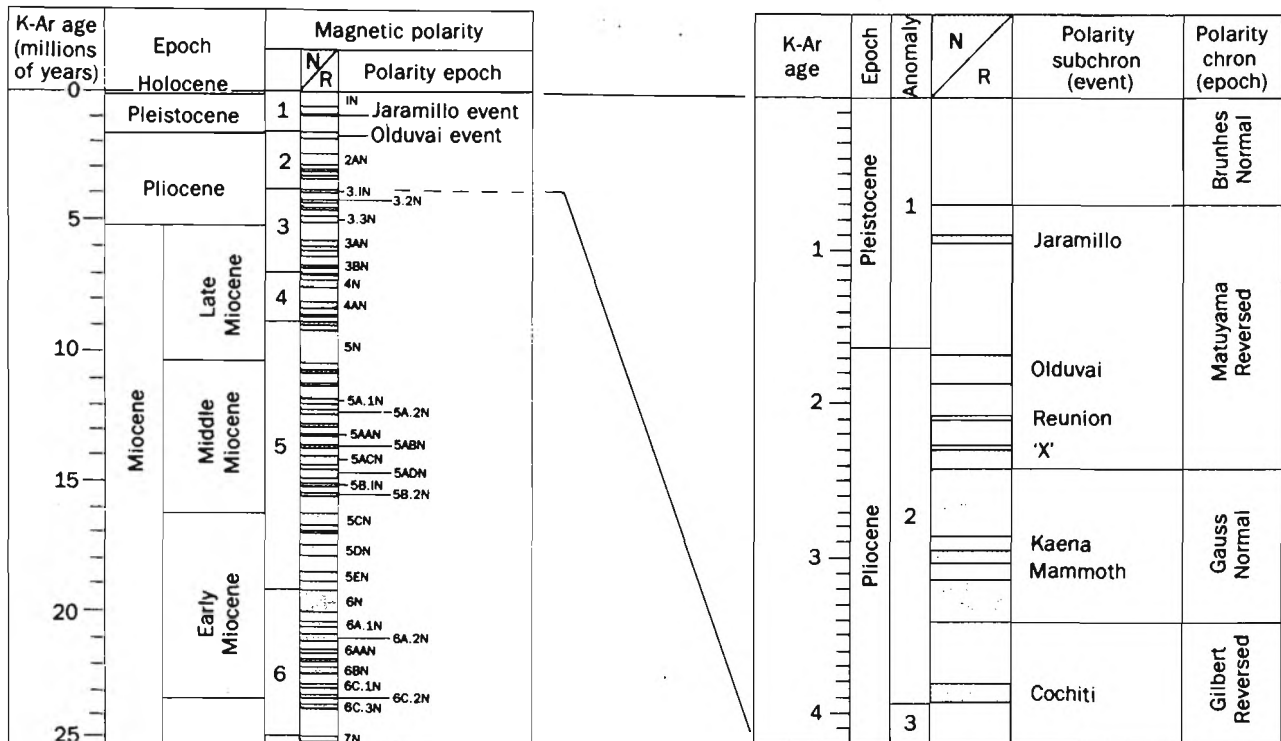 K-Ar age
(millions
of years)
Epoch
Magnetic polarity
N
R
Polarity epoch
Holocene
0
5
10
15
20
25
Pleistocene
Pliocene
Miocene
Late
Miocene
Middle
Miocene
Early
Miocene
1
2
3
4
5
6
IN
Jaramillo event
Olduvai event
2AN
3.IN
3.2N
3.3N
3AN
3BN
4N
4AN
5N
5A.1N
5A.2N
5AAN
5ABN
5ACN
5ADN
5B.IN
5B.2N
5CN
5DN
5EN
6N
6A.1N
6A.2N
6AAN
6BN
6C.1N
6C.2N
6C.3N
7N
K-Ar
age
Epoch
Anomaly
N
R
Polarity
subchron
(event)
Polarity
chron
(epoch)
1
2
3
4
Pleistocene
Pliocene
1
2
3
Jaramillo
Olduvai
Reunion
‘X’
Kaena
Mammoth
Cochiti
Brunhes
Normal
Matuyama
Reversed
Gauss
Normal
Gilbert
Reversed